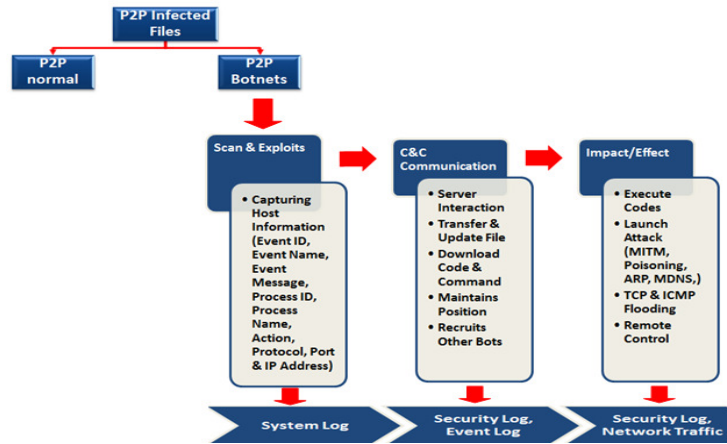 P2P Infected
Files
P2P
normal
P2P
Botnets
Scan & Exploits
• Capturing
Host
Information
(Event ID,
Event Name,
Event
Message,
Process ID,
Process
Name,
Action,
Protocol, Port
& IP Address)
C&C
Communication
• Server
Interaction
• Transfer &
Update File
• Download
Code &
Command
• Maintains
Position
• Recruits
Other Bots
Impact/Effect
• Execute
Codes
• Launch
Attack
(MITM,
Poisoning,
ARP, MDNS,)
• TCP & ICMP
Flooding
• Remote
Control
System Log
Security Log,
Event Log
Security Log,
Network Traffic